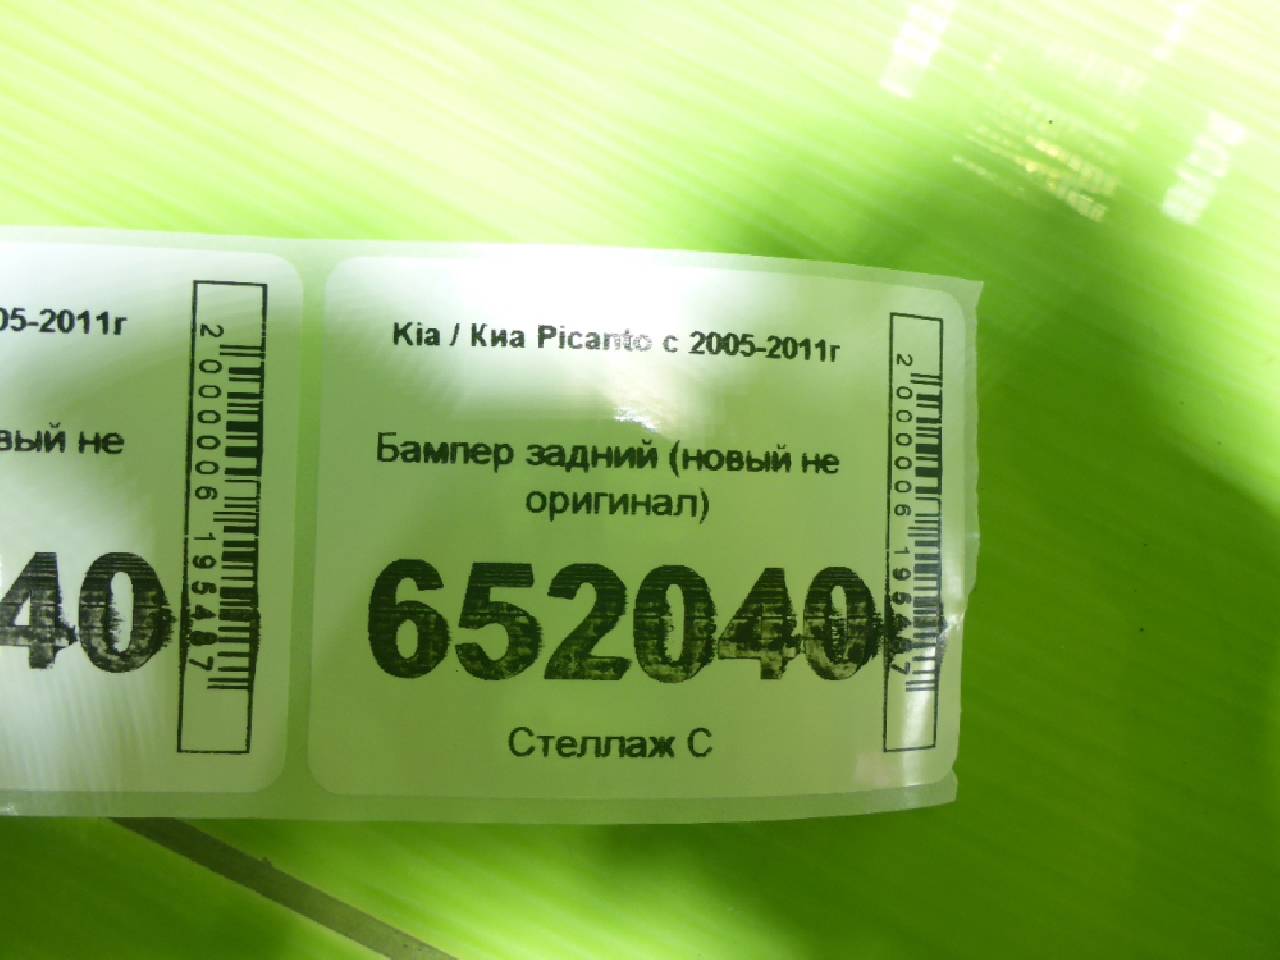 05-2011г
вый не
40
2000006195487
Kia / Киа Picanto с 2005-2011г
Бампер задний (новый не
оригинал)
652040
Стеллаж С
2000006195487